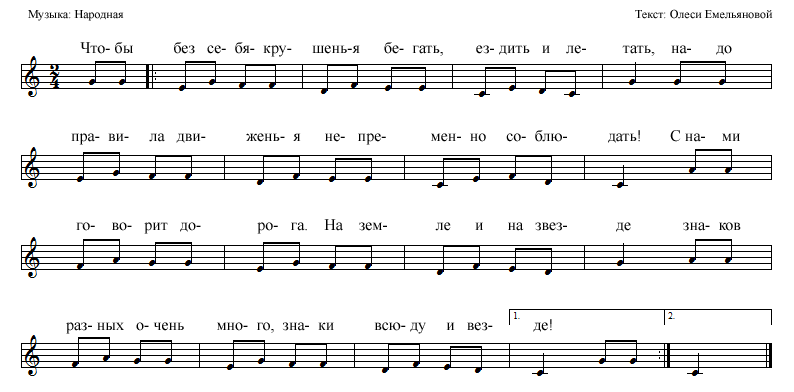 Музыка: Народная Текст: Олеси Емельяновой
Что- бы без се- бя- кру- шень-я бе- гать, ез- дить и ле- тать, на- до
2 4
пра- ви- ла дви- жень- я не- пре- мен- но со- блю- дать! С на- ми
го- во- рит до- ро- га. На зем- ле и на звез- де зна- ков
раз- ных о- чень мно- го, зна- ки всю- ду и вез- де!
1. 2.